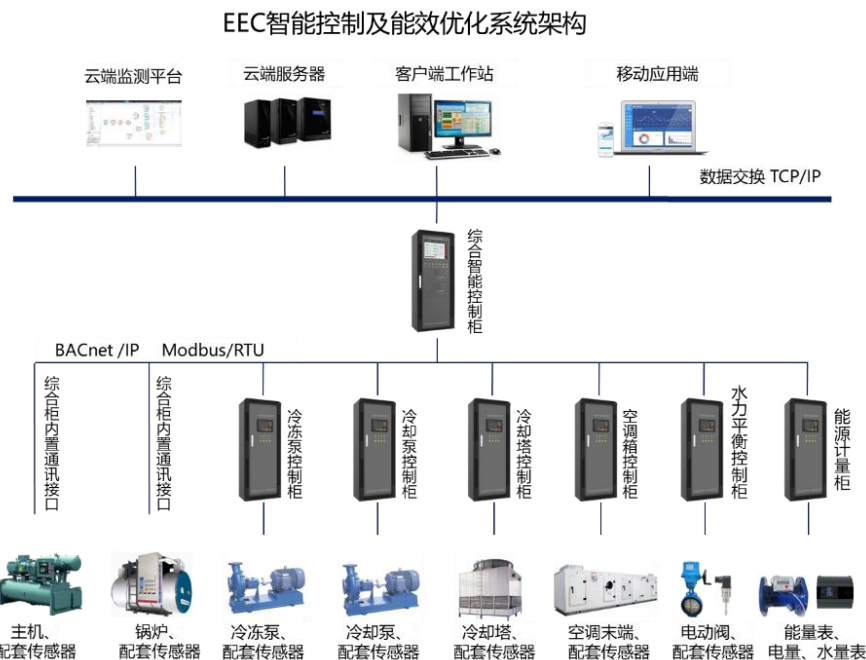 EEC智能控制及能效优化系统架构
云端监测平台
云端服务器
客户端工作站
移动应用端
数据交换 TCP/IP
综合智能控制柜
BACnet /IP Modbus/RTU
综合柜内置通讯接口
综合柜内置通讯接口
冷冻泵控制柜
冷却泵控制柜
冷却塔控制柜
空调箱控制柜
水力平衡控制柜
能源计量柜
主机、
配套传感器
锅炉、
配套传感器
冷冻泵、
配套传感器
冷却泵、
配套传感器
冷却塔、
配套传感器
空调末端、
配套传感器
电动阀、
配套传感器
能量表、
电量、水量表